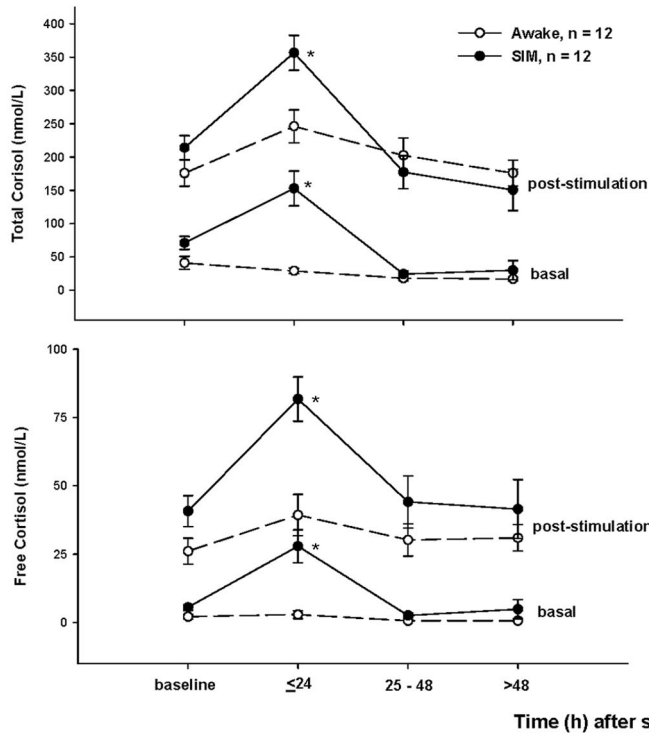 400
350
300
250
200
150
100
50
0
Total Corisol (nmol/L)
Awake, n = 12
SIM, n = 12
*
*
post-stimulation
basal
100
75
50
25
0
Free Cortisol (nmol/L)
*
*
post-stimulation
basal
baseline
≤24
25 - 48
>48
Time (h) after s